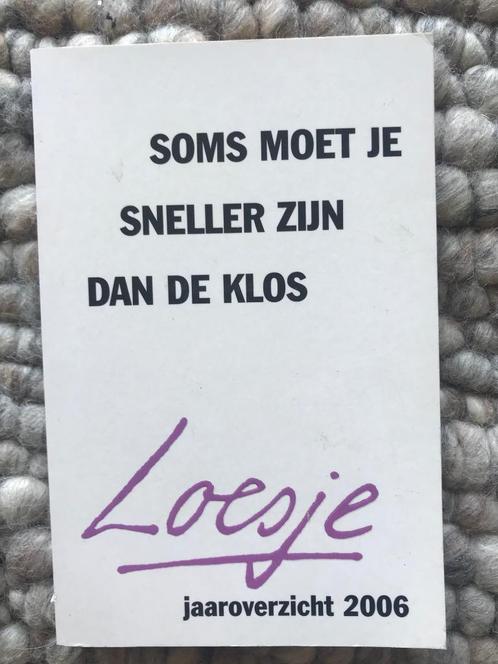 SOMS MOET JE
SNELLER ZIJN
DAN DE KLOS
Loesje
jaaroverzicht 2006